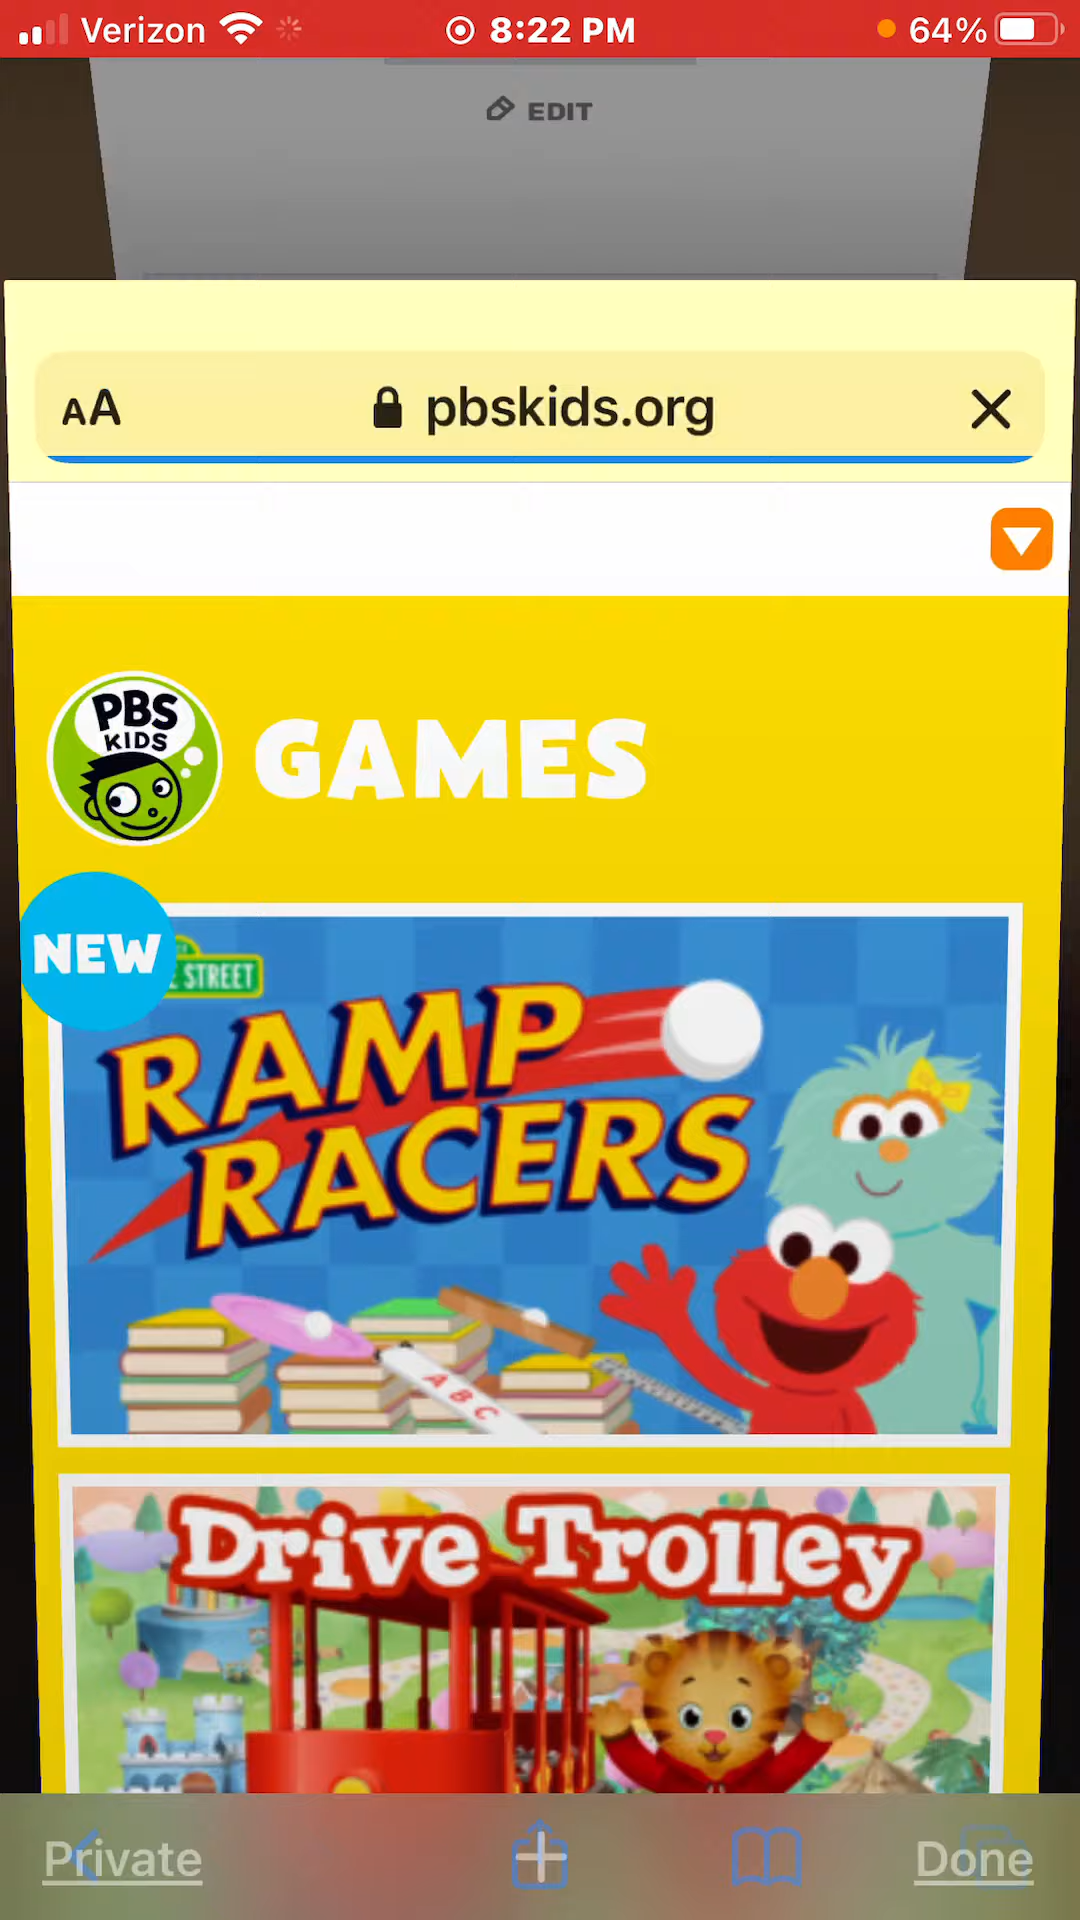 Verizon 8:22 PM 64%
EDIT
AA pbskids.org
PBS
KIDS
GAMES
NEW
STREET
RAMP
RACERS
A B C
Drive Trolley
Private Done